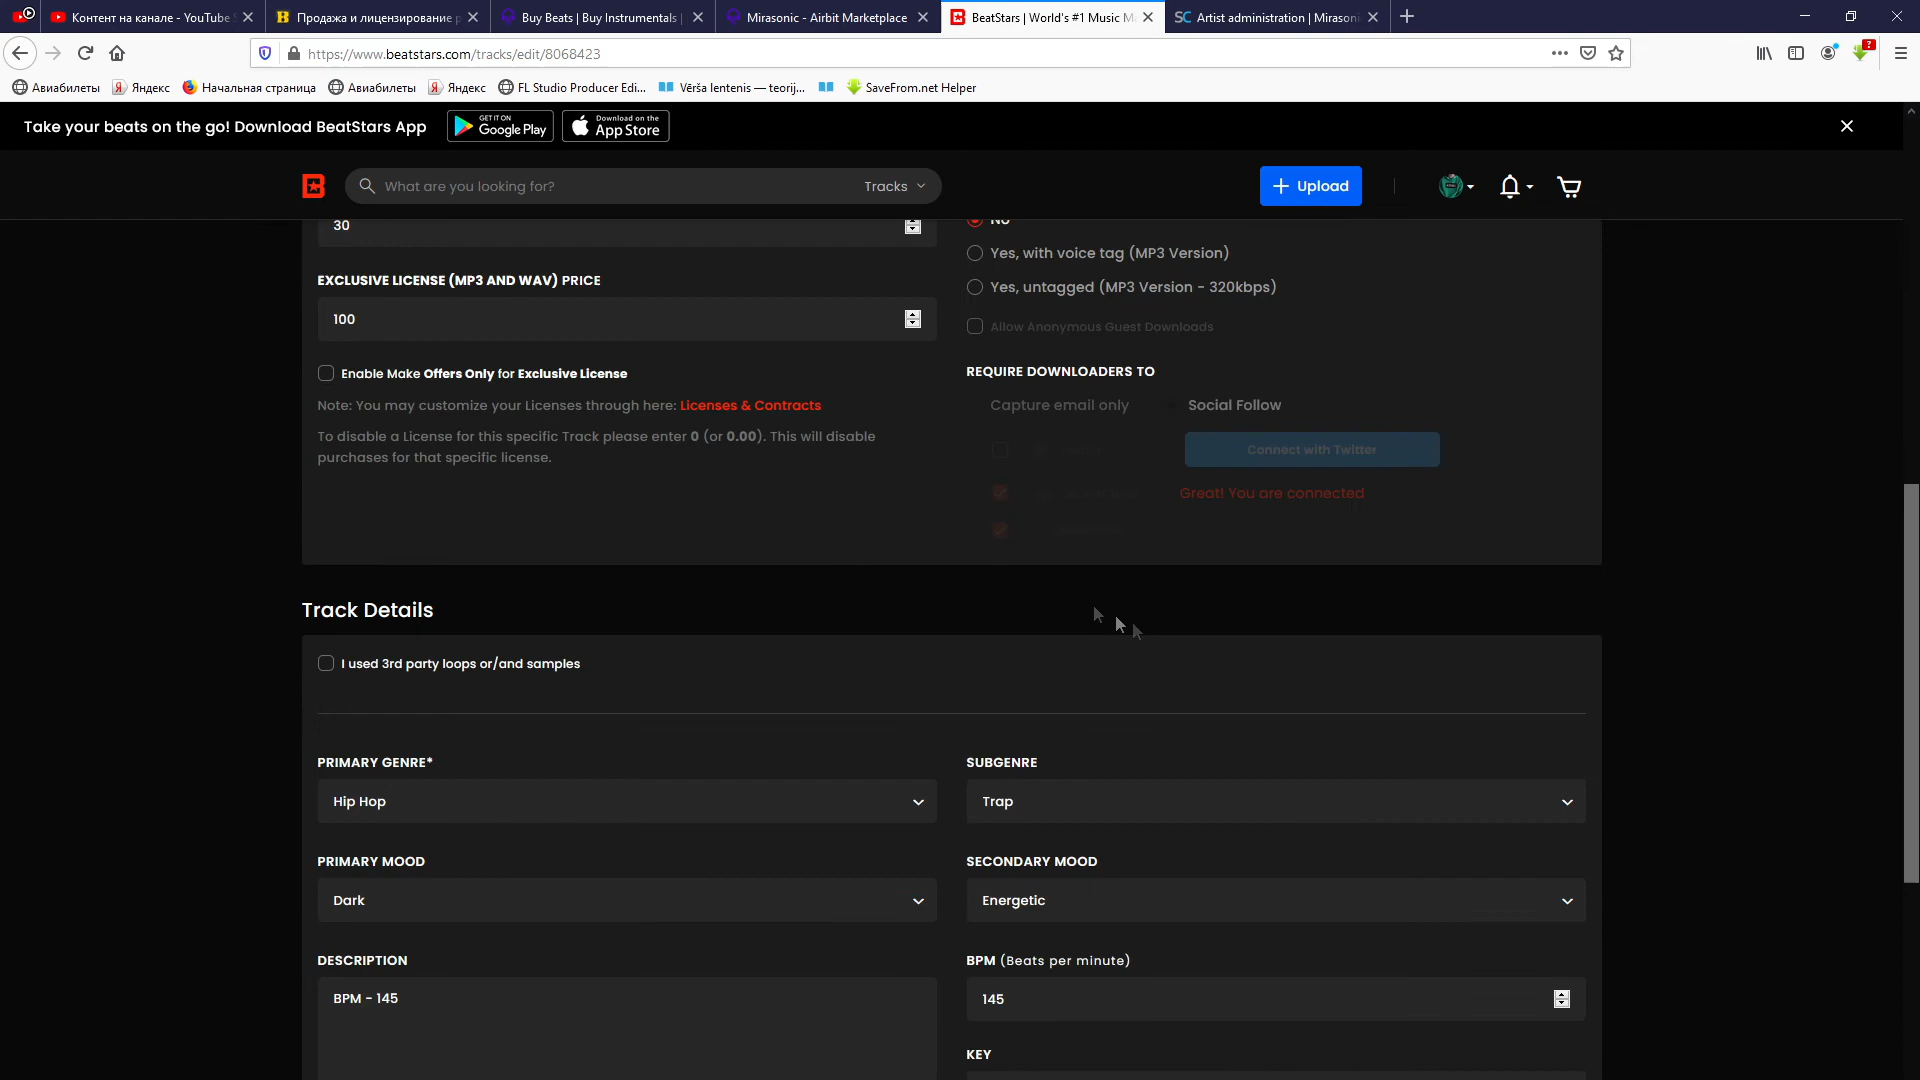 Контент на канале - YouTube S
Продажа и лицензирование р
Buy Beats | Buy Instrumentals |
Mirasonic - Airbit Marketplace
BeatStars | World's #1 Music Ma
SC Artist administration | Mirasoni
https://www.beatstars.com/tracks/edit/8068423
Авиабилеты
Яндекс
Начальная страница
Авиабилеты
Яндекс
FL Studio Producer Edi...
Vērša lentenis — teorij...
SaveFrom.net Helper
Take your beats on the go! Download BeatStars App
GET IT ON Google Play
Download on the App Store
What are you looking for?
Tracks
Upload
30
No
Yes, with voice tag (MP3 Version)
EXCLUSIVE LICENSE (MP3 AND WAV) PRICE
Yes, untagged (MP3 Version - 320kbps)
100
Allow Anonymous Guest Downloads
Enable Make Offers Only for Exclusive License
REQUIRE DOWNLOADERS TO
Note: You may customize your Licenses through here: Licenses & Contracts
Capture email only
Social Follow
To disable a License for this specific Track please enter 0 (or 0.00). This will disable
purchases for that specific license.
Connect with Twitter
Great! You are connected
Track Details
I used 3rd party loops or/and samples
PRIMARY GENRE*
SUBGENRE
Hip Hop
Trap
PRIMARY MOOD
SECONDARY MOOD
Dark
Energetic
DESCRIPTION
BPM (Beats per minute)
BPM - 145
145
KEY